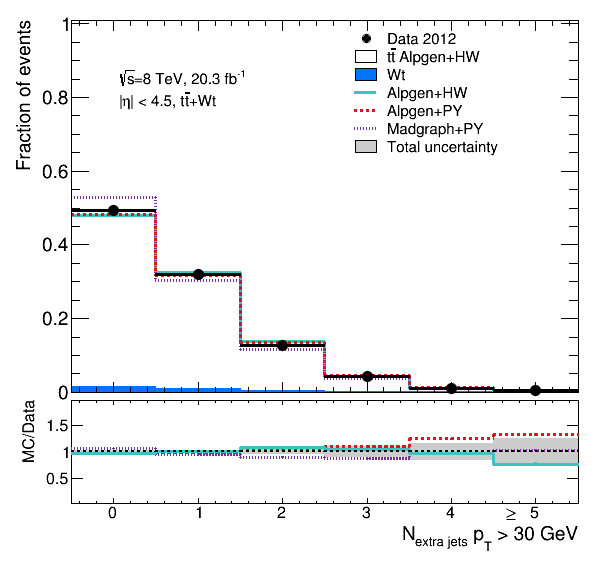 Fraction of events
1
0.8
0.6
0.4
0.2
0
√s=8 TeV, 20.3 fb⁻¹
|η| < 4.5, tt̄+Wt
Data 2012
tt̄ Alpgen+HW
Wt
Alpgen+HW
Alpgen+PY
Madgraph+PY
Total uncertainty
MC/Data
1.5
1
0.5
0 1 2 3 4 ≥ 5
N_extra jets p_T > 30 GeV